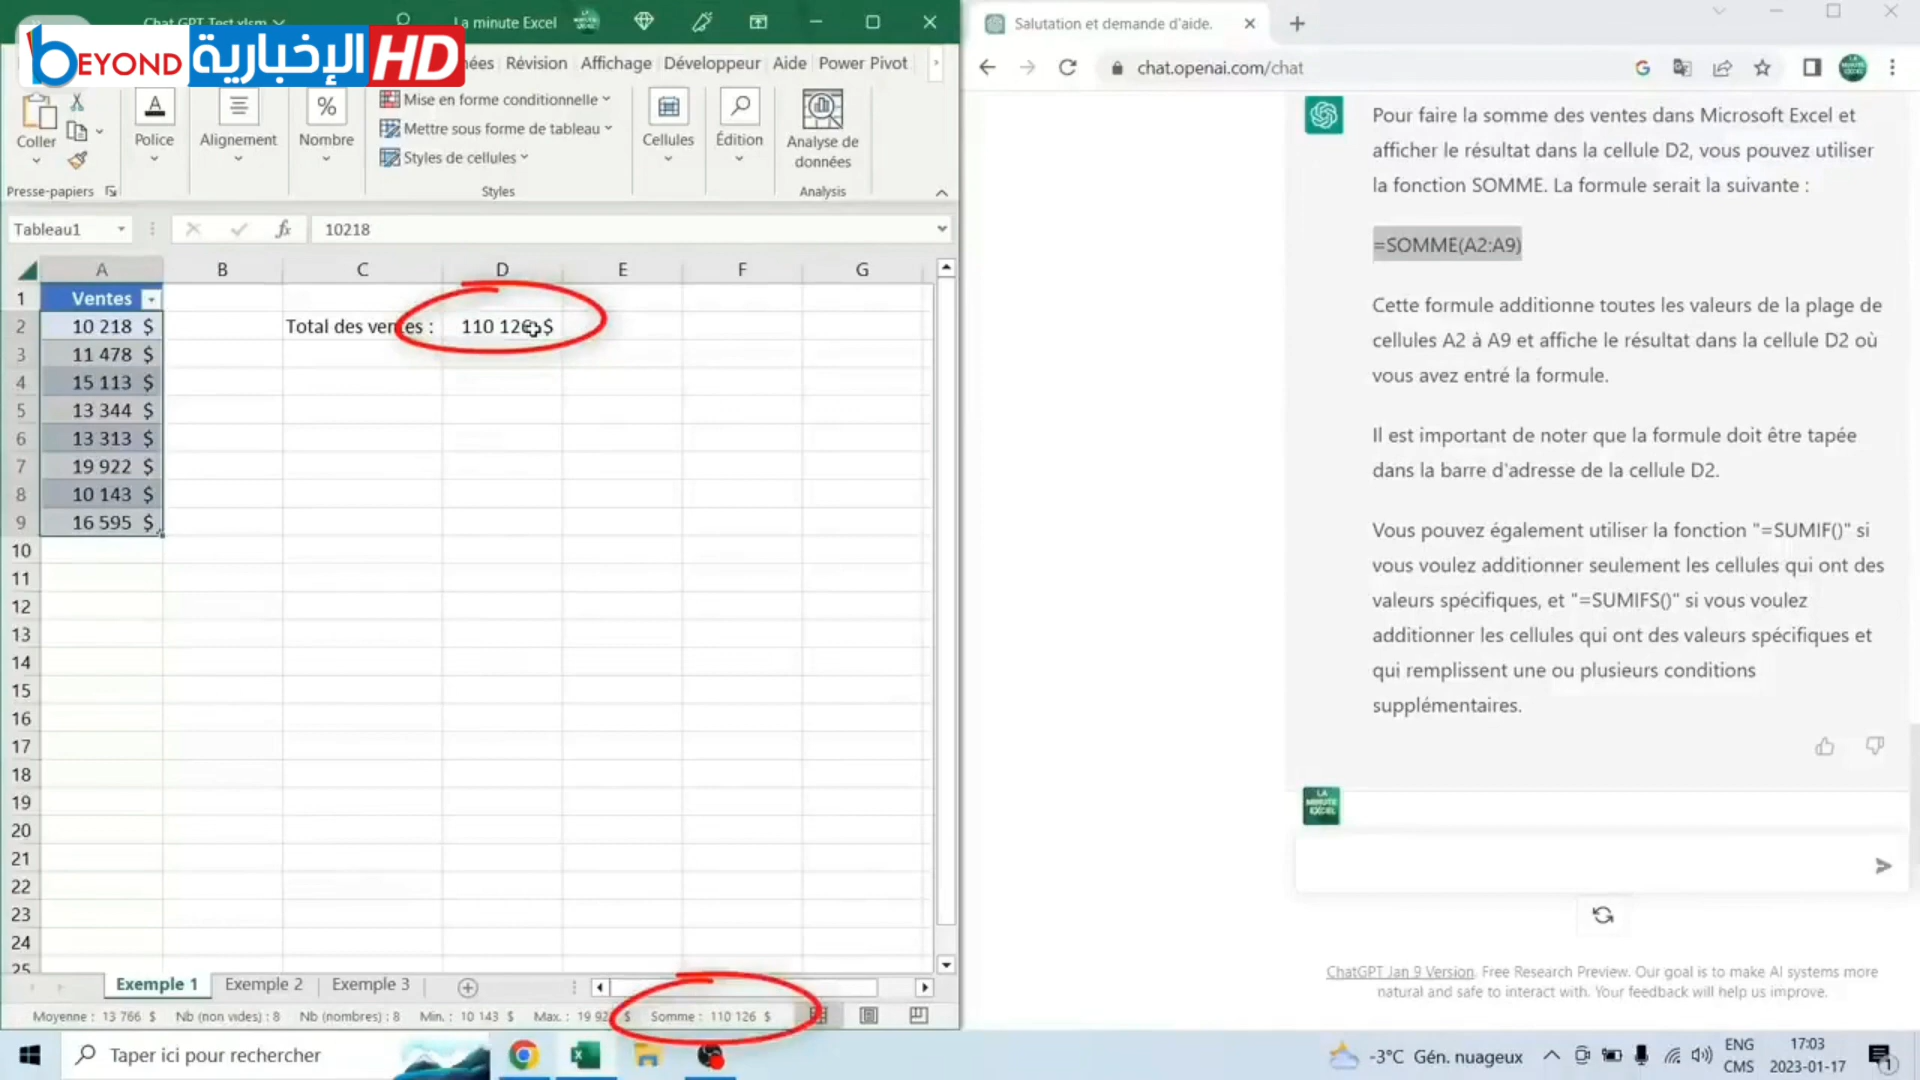 Chat GPT Test.xlsm
La minute Excel
BEYOND الإخبارية HD
Révision Affichage Développeur Aide Power Pivot
Coller
Police
Alignement
%
Nombre
Mise en forme conditionnelle
Mettre sous forme de tableau
Styles de cellules
Cellules
Édition
Analyse de
données
Presse-papiers
Styles
Analysis
Tableau1
fx
10218
A B C D E F G
1 Ventes
2 10 218 $ Total des ventes : 110 126 $
3 11 478 $
4 15 113 $
5 13 344 $
6 13 313 $
7 19 922 $
8 10 143 $
9 16 595 $
10
11
12
13
14
15
16
17
18
19
20
21
22
23
24
25
Exemple 1 Exemple 2 Exemple 3
Moyenne : 13 766 $ Nb (non vides) : 8 Nb (nombres) : 8 Min. : 10 143 $ Max. : 19 922 $ Somme : 110 126 $
Salutation et demande d'aide.
chat.openai.com/chat
Pour faire la somme des ventes dans Microsoft Excel et
afficher le résultat dans la cellule D2, vous pouvez utiliser
la fonction SOMME. La formule serait la suivante :
=SOMME(A2:A9)
Cette formule additionne toutes les valeurs de la plage de
cellules A2 à A9 et affiche le résultat dans la cellule D2 où
vous avez entré la formule.
Il est important de noter que la formule doit être tapée
dans la barre d'adresse de la cellule D2.
Vous pouvez également utiliser la fonction "=SUMIF()" si
vous voulez additionner seulement les cellules qui ont des
valeurs spécifiques, et "=SUMIFS()" si vous voulez
additionner les cellules qui ont des valeurs spécifiques et
qui remplissent une ou plusieurs conditions
supplémentaires.
LA
MINUTE
EXCEL
ChatGPT Jan 9 Version. Free Research Preview. Our goal is to make AI systems more
natural and safe to interact with. Your feedback will help us improve.
Taper ici pour rechercher
-3°C Gén. nuageux
ENG
CMS
17:03
2023-01-17
1